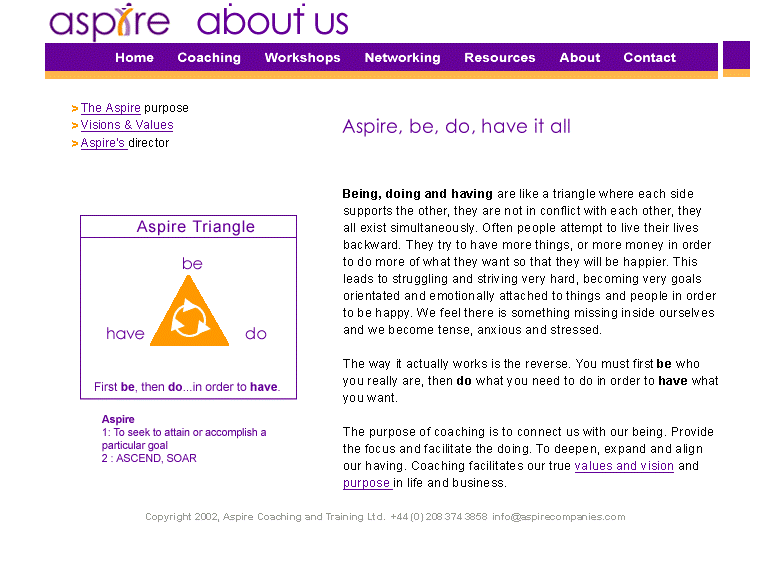 aspire about us
Home Coaching Workshops Networking Resources About Contact
> The Aspire purpose
> Visions & Values
> Aspire's director
Aspire, be, do, have it all
Being, doing and having are like a triangle where each side
supports the other, they are not in conflict with each other, they
all exist simultaneously. Often people attempt to live their lives
backward. They try to have more things, or more money in order
to do more of what they want so that they will be happier. This
leads to struggling and striving very hard, becoming very goals
orientated and emotionally attached to things and people in order
to be happy. We feel there is something missing inside ourselves
and we become tense, anxious and stressed.
The way it actually works is the reverse. You must first be who
you really are, then do what you need to do in order to have what
you want.
The purpose of coaching is to connect us with our being. Provide
the focus and facilitate the doing. To deepen, expand and align
our having. Coaching facilitates our true values and vision and
purpose in life and business.
Aspire Triangle
be
have do
First be, then do...in order to have.
Aspire
1: To seek to attain or accomplish a
particular goal
2 : ASCEND, SOAR
Copyright 2002, Aspire Coaching and Training Ltd. +44 (0) 208 374 3858 info@aspirecompanies.com